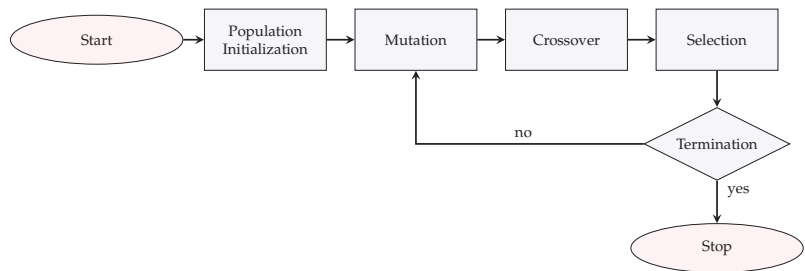 Start
Population
Initialization
Mutation
Crossover
Selection
Termination
no
yes
Stop